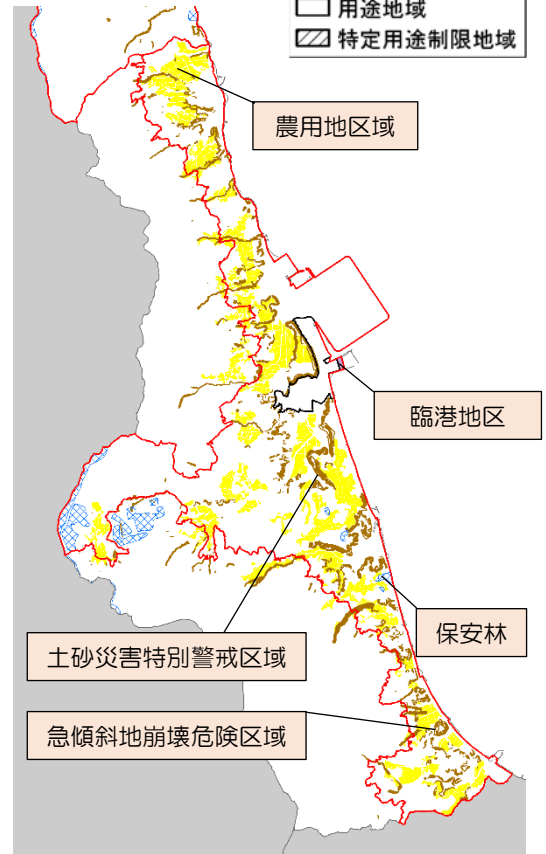 用途地域
特定用途制限地域
農用地区域
臨港地区
保安林
土砂災害特別警戒区域
急傾斜地崩壊危険区域